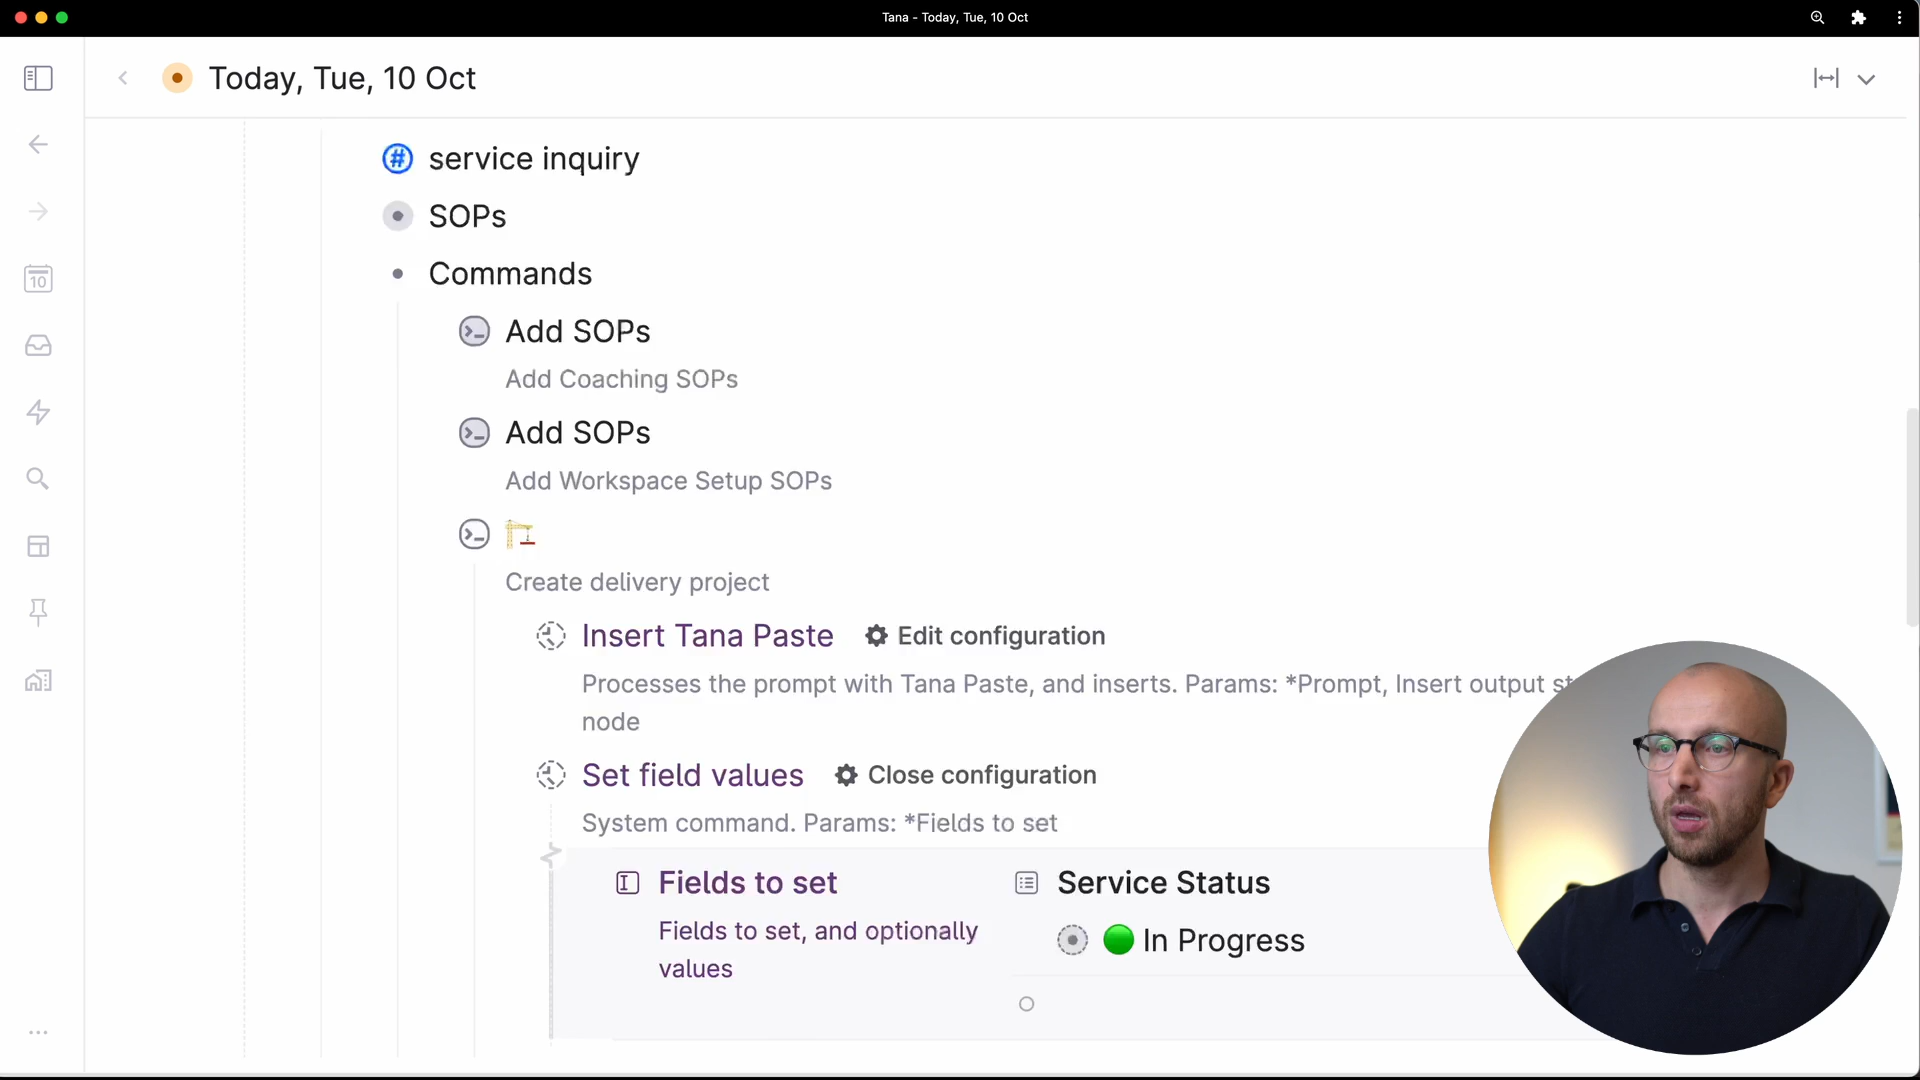 Tana - Today, Tue, 10 Oct
Today, Tue, 10 Oct
10
service inquiry
SOPs
Commands
Add SOPs
Add Coaching SOPs
Add SOPs
Add Workspace Setup SOPs
Create delivery project
Insert Tana Paste Edit configuration
Processes the prompt with Tana Paste, and inserts. Params: *Prompt, Insert output
node
Set field values Close configuration
System command. Params: *Fields to set
Fields to set Service Status
Fields to set, and optionally
values
In Progress